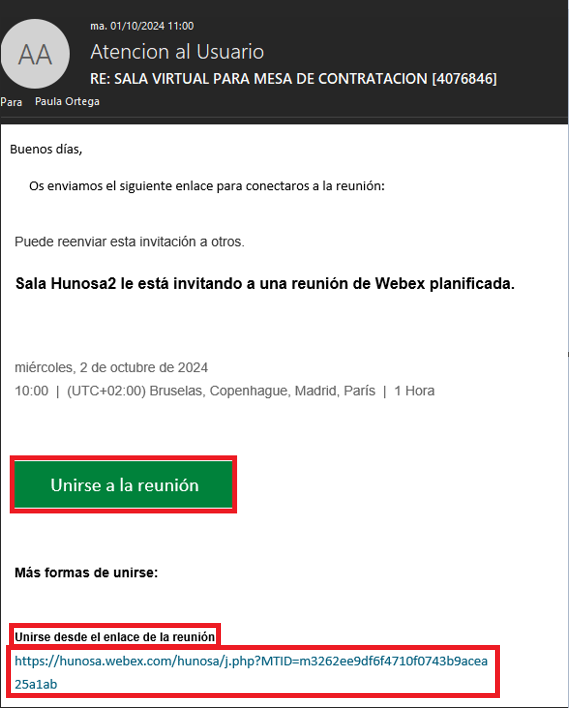 ma. 01/10/2024 11:00
AA
Atencion al Usuario
RE: SALA VIRTUAL PARA MESA DE CONTRATACION [4076846]
Para Paula Ortega
Buenos días,
Os enviamos el siguiente enlace para conectaros a la reunión:
Puede reenviar esta invitación a otros.
Sala Hunosa2 le está invitando a una reunión de Webex planificada.
miércoles, 2 de octubre de 2024
10:00 | (UTC+02:00) Bruselas, Copenhague, Madrid, París | 1 Hora
Unirse a la reunión
Más formas de unirse:
Unirse desde el enlace de la reunión
https://hunosa.webex.com/hunosa/j.php?MTID=m3262ee9df6f4710f0743b9acea
25a1ab